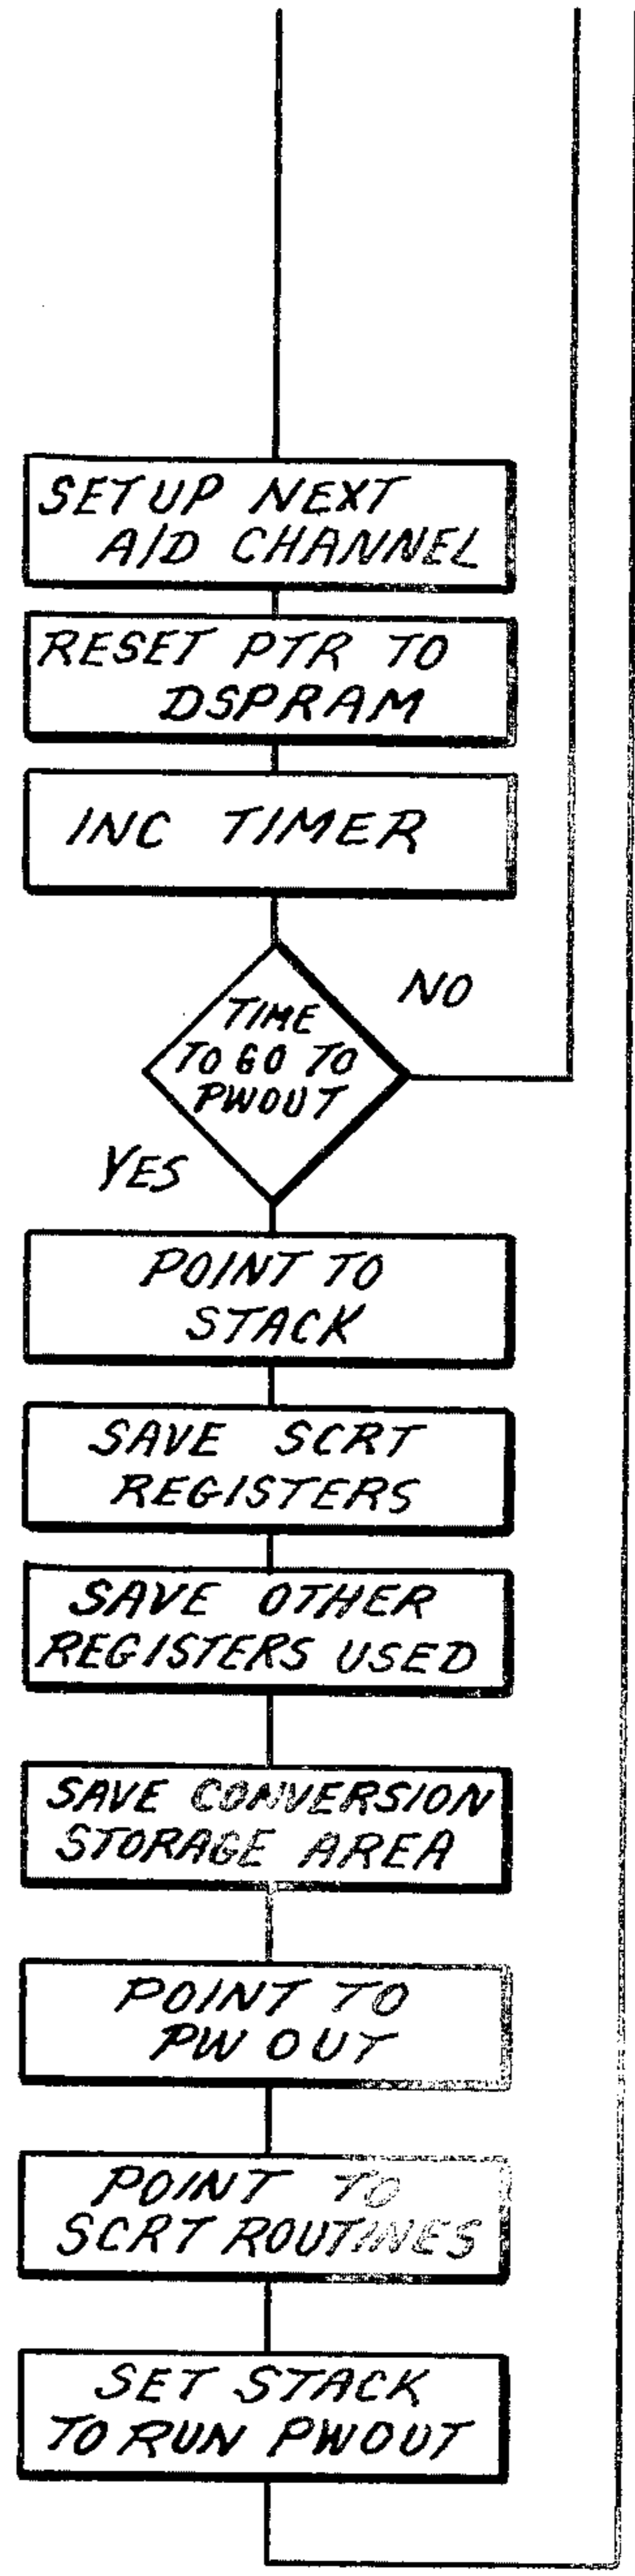 SET UP NEXT
A/D CHANNEL
RESET PTR TO
DSPRAM
INC TIMER
NO
TIME
TO GO TO
PWOUT
YES
POINT TO
STACK
SAVE SCRT
REGISTERS
SAVE OTHER
REGISTERS USED
SAVE CONVERSION
STORAGE AREA
POINT TO
PW OUT
POINT TO
SCRT ROUTINES
SET STACK
TO RUN PWOUT